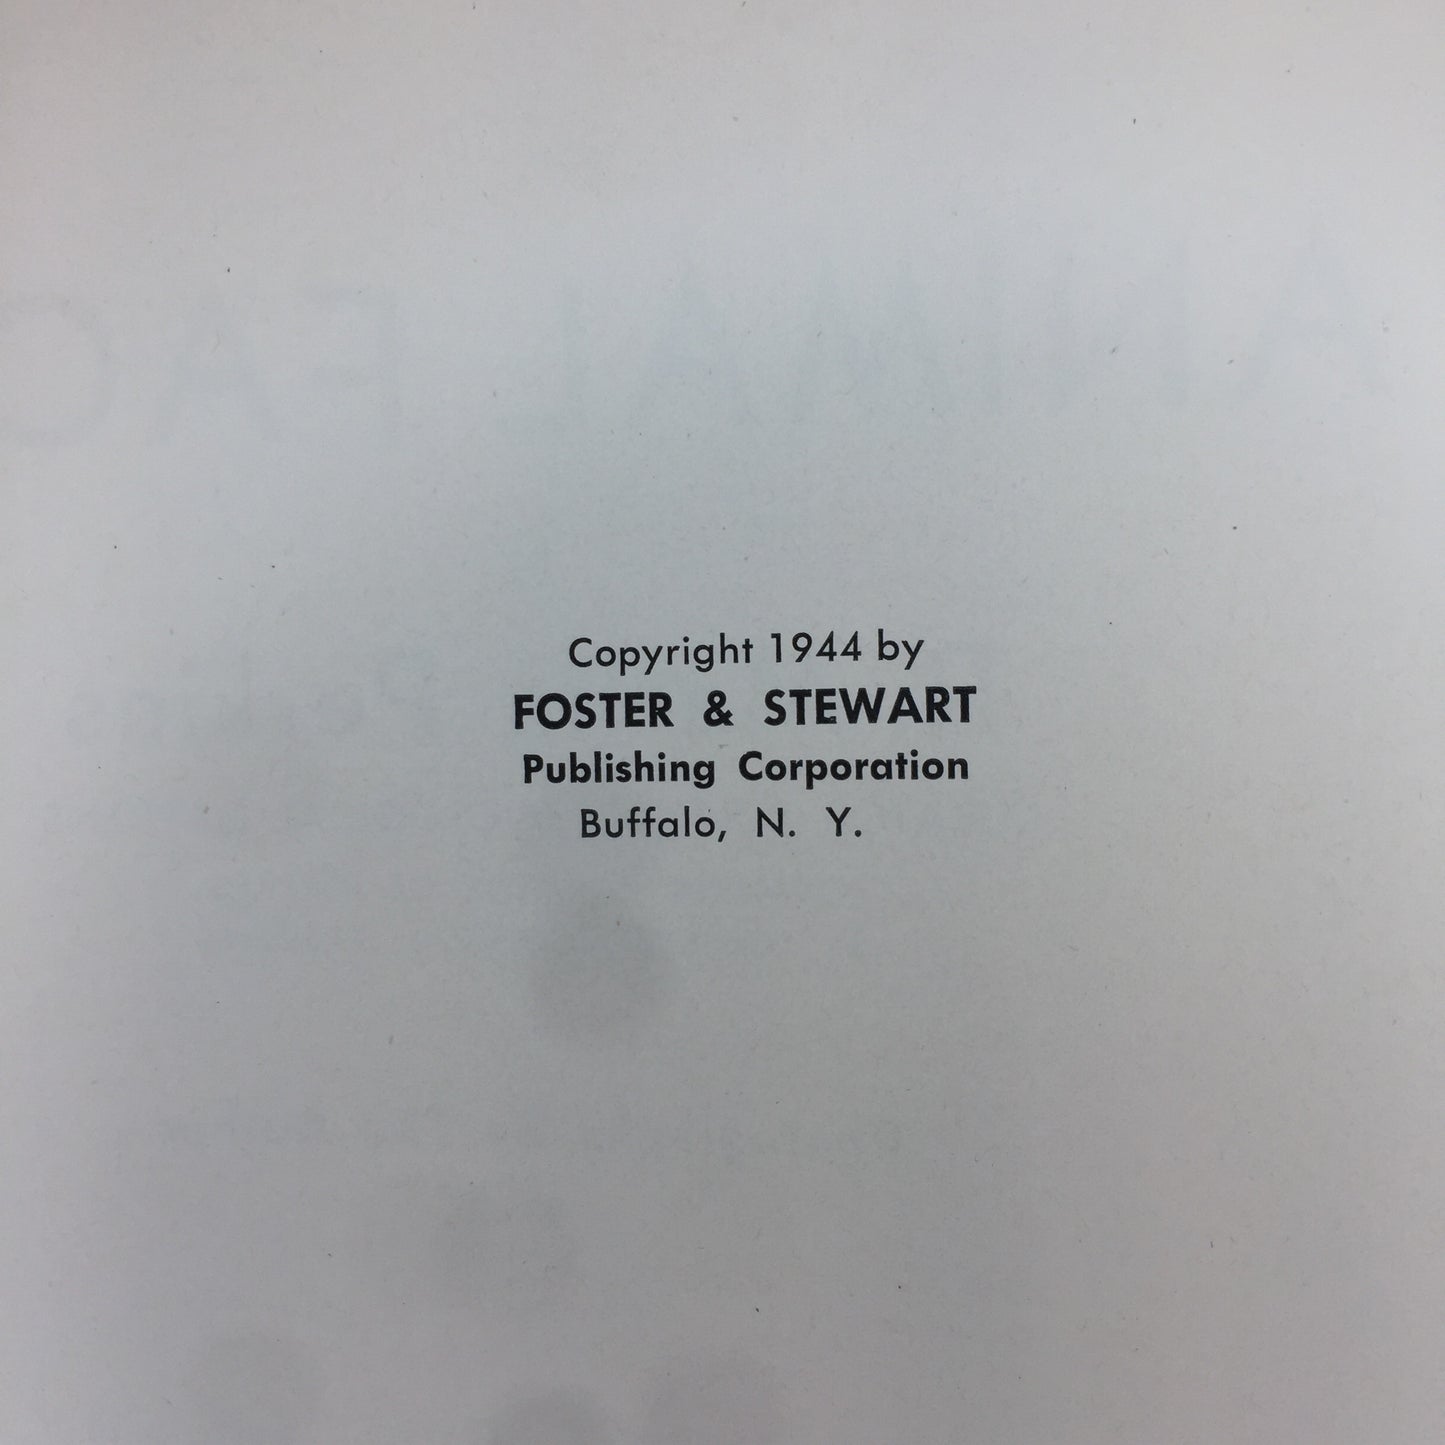 Copyright 1944 by
FOSTER & STEWART
Publishing Corporation
Buffalo, N. Y.